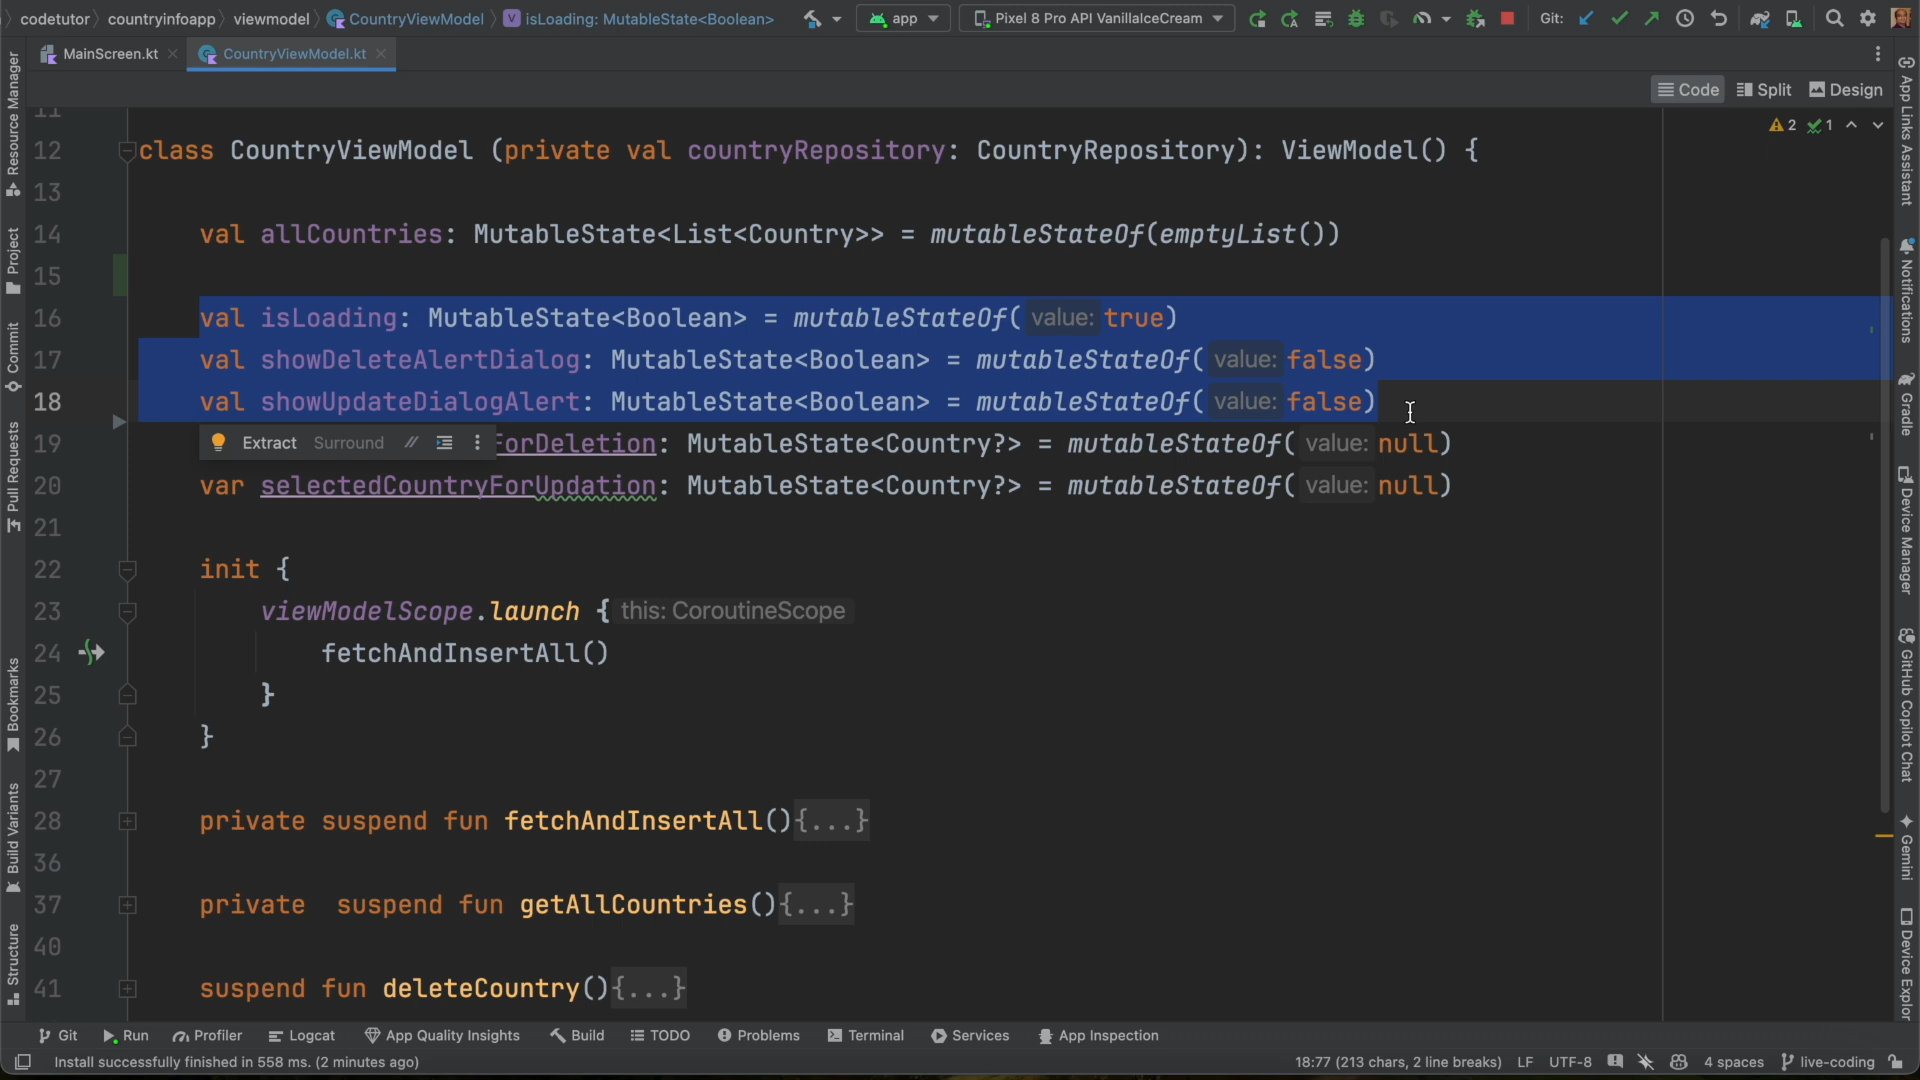 codetutor countryinfoapp viewmodel CountryViewModel isLoading: MutableState<Boolean> app Pixel 8 Pro API VanillaIceCream Git:
MainScreen.kt CountryViewModel.kt
Code Split Design
2 1
11
12 class CountryViewModel (private val countryRepository: CountryRepository): ViewModel() {
13
14 val allCountries: MutableState<List<Country>> = mutableStateOf(emptyList())
15
16 val isLoading: MutableState<Boolean> = mutableStateOf( value: true)
17 val showDeleteAlertDialog: MutableState<Boolean> = mutableStateOf( value: false)
18 val showUpdateDialogAlert: MutableState<Boolean> = mutableStateOf( value: false)
19 Extract Surround // ForDeletion: MutableState<Country?> = mutableStateOf( value: null)
20 var selectedCountryForUpdation: MutableState<Country?> = mutableStateOf( value: null)
21
22 init {
23 viewModelScope.launch { this: CoroutineScope
24 fetchAndInsertAll()
25 }
26 }
27
28 private suspend fun fetchAndInsertAll(){...}
36
37 private suspend fun getAllCountries(){...}
40
41 suspend fun deleteCountry(){...}
Git Run Profiler Logcat App Quality Insights Build TODO Problems Terminal Services App Inspection
Install successfully finished in 558 ms. (2 minutes ago) 18:77 (213 chars, 2 line breaks) LF UTF-8 4 spaces live-coding
Resource Manager
Project
Commit
Pull Requests
Bookmarks
Build Variants
Structure
App Links Assistant
Notifications
Gradle
Device Manager
GitHub Copilot Chat
Gemini
Device Explor